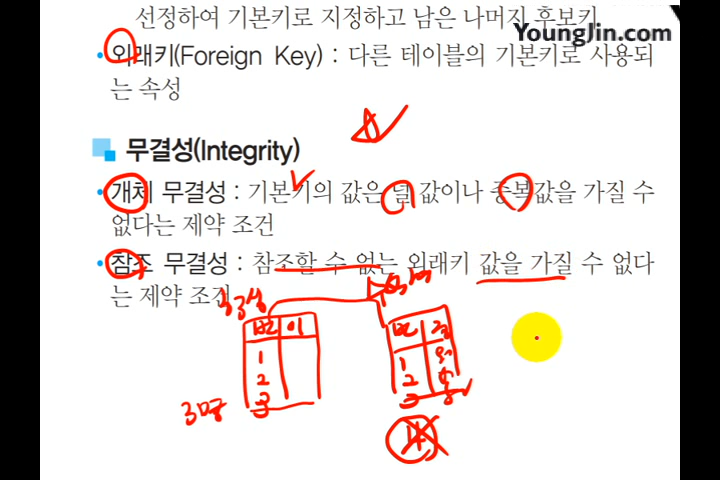 선정하여 기본키로 지정하고 남은 나머지 후보키
YoungJin.com
• 외래키(Foreign Key) : 다른 테이블의 기본키로 사용되
는 속성
무결성(Integrity)
• 개체 무결성 : 기본키의 값은 널 값이나 중복값을 가질 수
없다는 제약 조건
• 참조 무결성 : 참조할 수 없는 외래키 값을 가질 수 없다
는 제약 조건
1 1
2 2
3 3
4